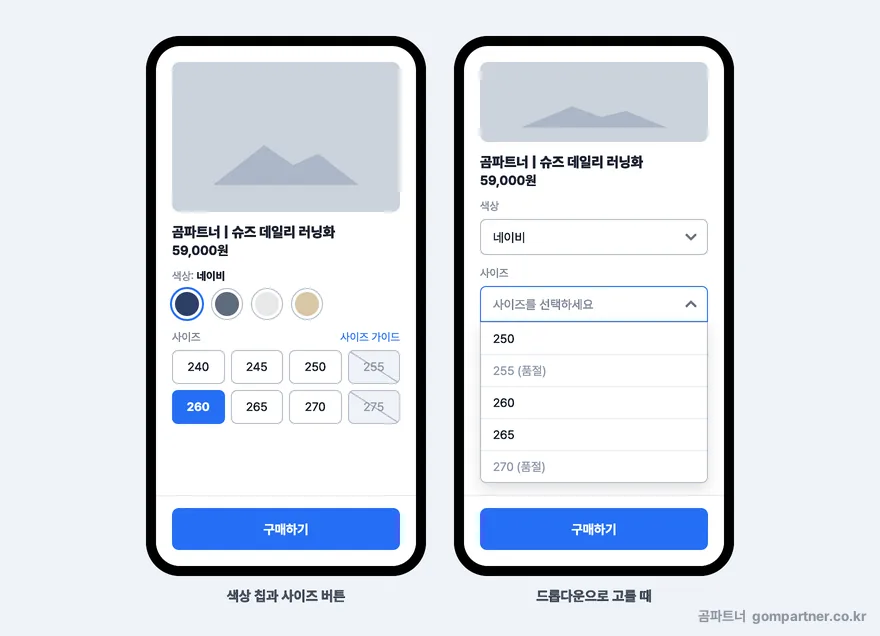 곰파트너 | 슈즈 데일리 러닝화
59,000원
색상: 네이비
사이즈 사이즈 가이드
240 245 250 255
260 265 270 275
구매하기
색상 칩과 사이즈 버튼
곰파트너 | 슈즈 데일리 러닝화
59,000원
색상
네이비
사이즈
사이즈를 선택하세요
250
255 (품절)
260
265
270 (품절)
구매하기
드롭다운으로 고를 때
곰파트너 gompartner.co.kr